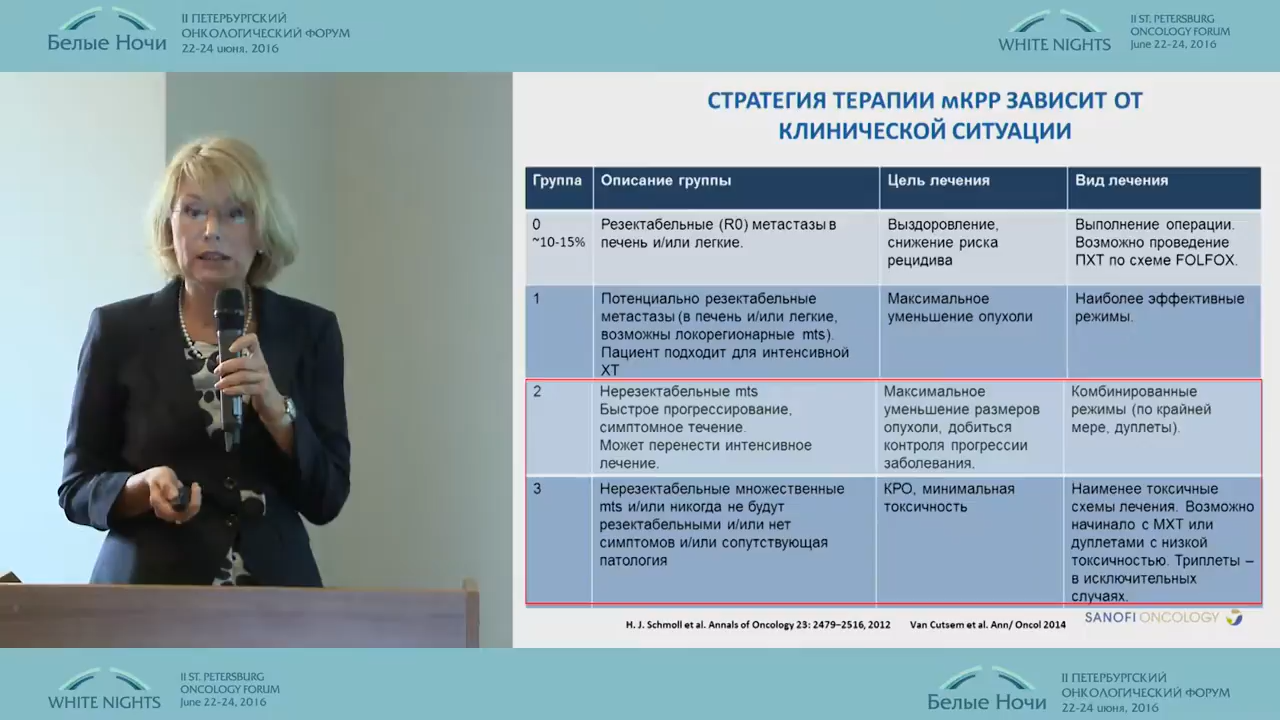 Белые Ночи
II ПЕТЕРБУРГСКИЙ
ОНКОЛОГИЧЕСКИЙ ФОРУМ
22-24 июня, 2016
WHITE NIGHTS
II ST. PETERSBURG
ONCOLOGY FORUM
June 22-24, 2016
СТРАТЕГИЯ ТЕРАПИИ мКРР ЗАВИСИТ ОТ
КЛИНИЧЕСКОЙ СИТУАЦИИ
Группа
Описание группы
Цель лечения
Вид лечения
0
~10-15%
Резектабельные (R0) метастазы в
печень и/или легкие.
Выздоровление,
снижение риска
рецидива
Выполнение операции.
Возможно проведение
ПХТ по схеме FOLFOX.
1
Потенциально резектабельные
метастазы (в печень и/или легкие,
возможны локорегионарные mts).
Пациент подходит для интенсивной
ХТ
Максимальное
уменьшение опухоли
Наиболее эффективные
режимы.
2
Нерезектабельные mts
Быстрое прогрессирование,
симптомное течение.
Может перенести интенсивное
лечение.
Максимальное
уменьшение размеров
опухоли, добиться
контроля прогрессии
заболевания.
Комбинированные
режимы (по крайней
мере, дуплеты).
3
Нерезектабельные множественные
mts и/или никогда не будут
резектабельными и/или нет
симптомов и/или сопутствующая
патология
КРО, минимальная
токсичность
Наименее токсичные
схемы лечения. Возможно
начинало с МХТ или
дуплетами с низкой
токсичностью. Триплеты –
в исключительных
случаях.
H. J. Schmoll et al. Annals of Oncology 23: 2479–2516, 2012
Van Cutsem et al. Ann/ Oncol 2014
SANOFI ONCOLOGY
WHITE NIGHTS
II ST. PETERSBURG
ONCOLOGY FORUM
June 22-24, 2016
Белые Ночи
II ПЕТЕРБУРГСКИЙ
ОНКОЛОГИЧЕСКИЙ ФОРУМ
22-24 июня, 2016